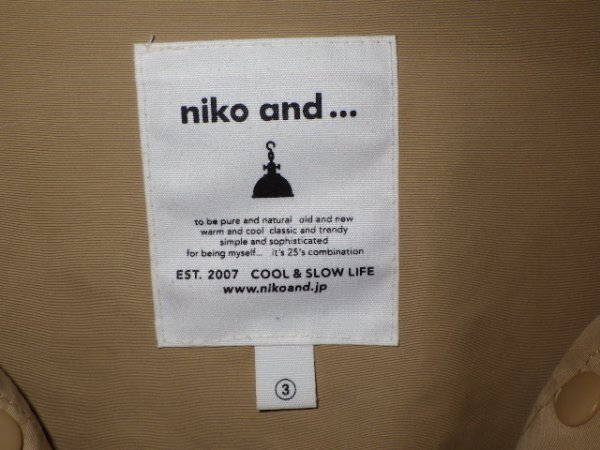 niko and...
to be pure and natural old and new
warm and cool classic and trendy
simple and sophisticated
for being myself... it's 25's combination
EST. 2007 COOL & SLOW LIFE
www.nikoand.jp
③